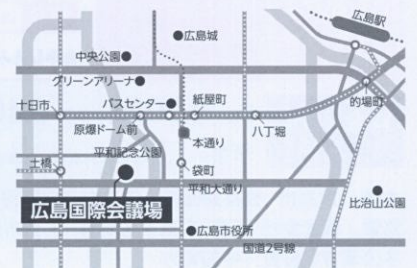 広島駅
広島城
中央公園
グリーンアリーナ
バスセンター
紙屋町
十日市
原爆ドーム前
本通り
八丁堀
的場町
土橋
平和記念公園
袋町
平和大通り
広島国際会議場
比治山公園
広島市役所
国道2号線